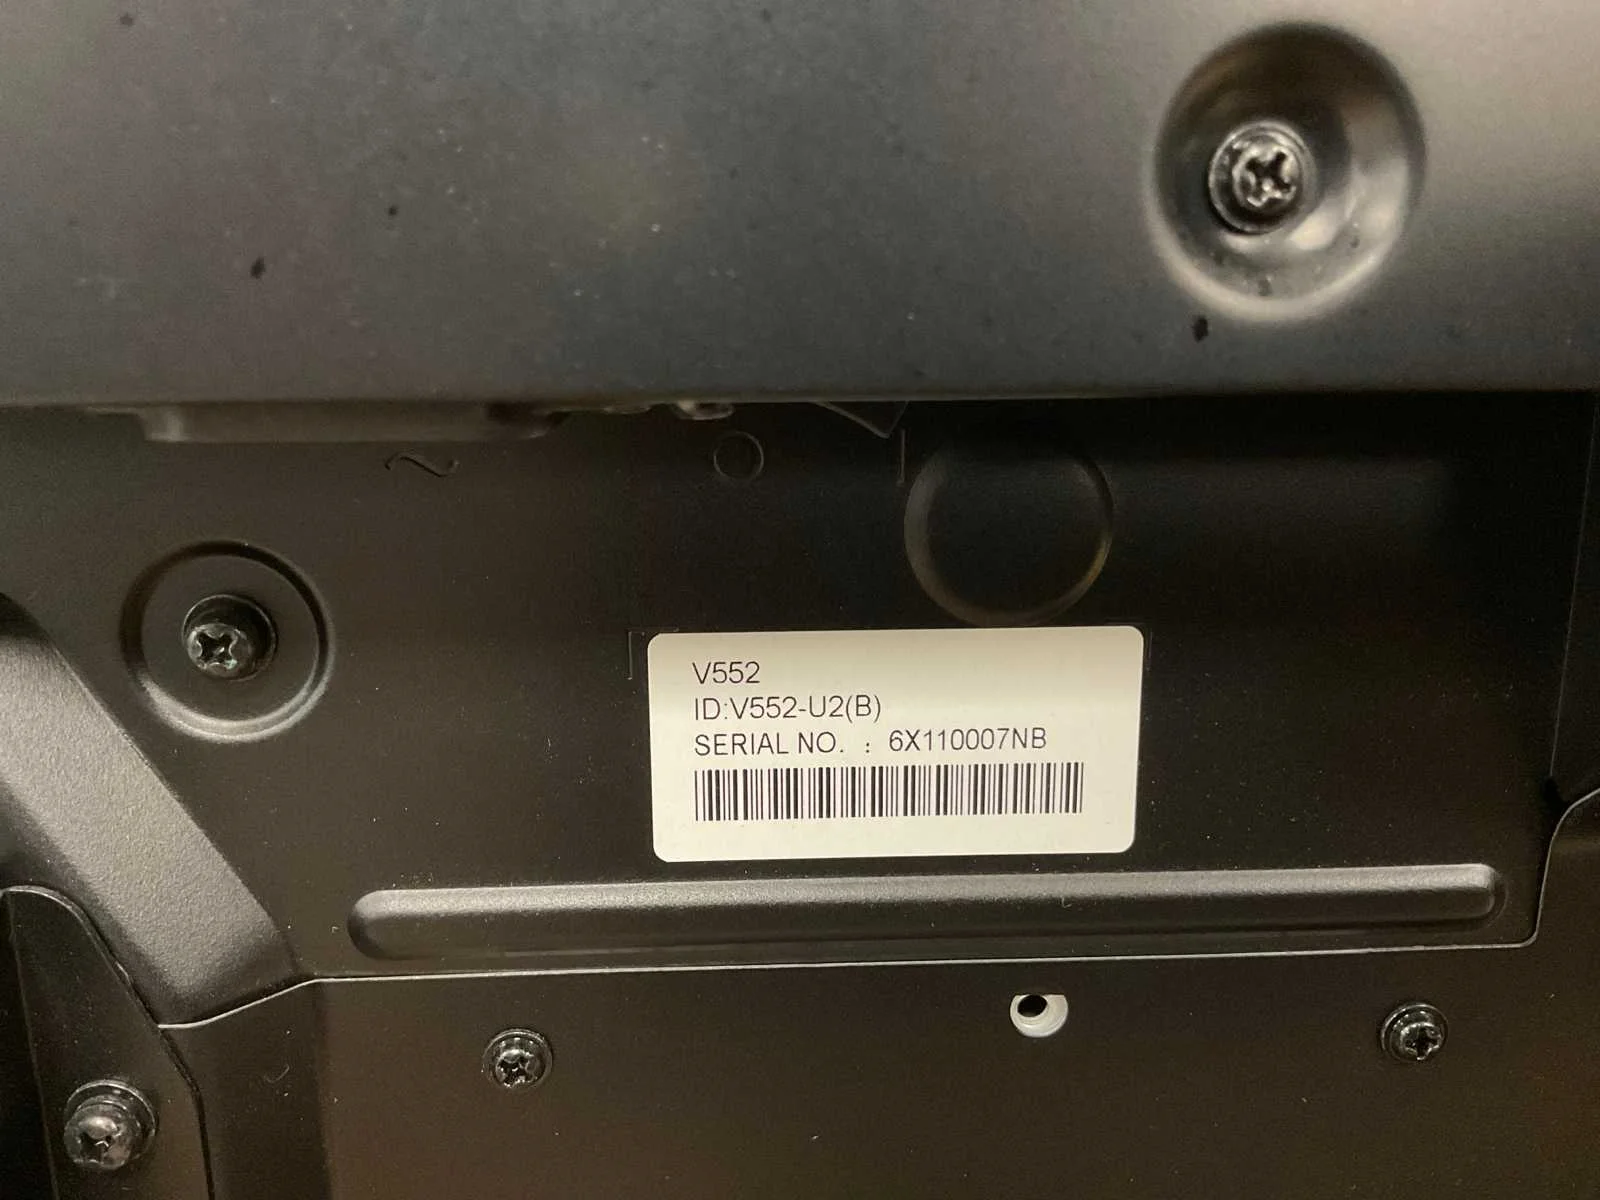 V552
ID:V552-U2(B)
SERIAL NO. : 6X110007NB